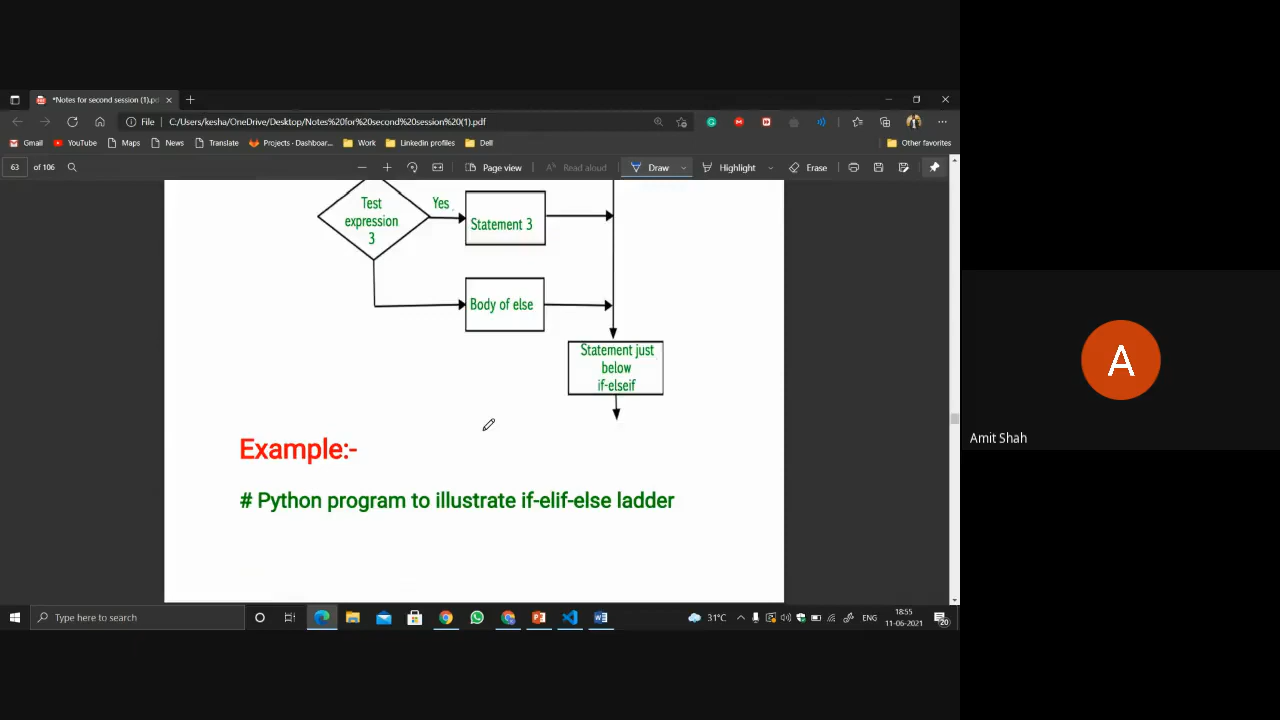 *Notes for second session (1).pd
File
C:/Users/kesha/OneDrive/Desktop/Notes%20for%20second%20session%20(1).pdf
Gmail
YouTube
Maps
News
Translate
Projects · Dashboar...
Work
Linkedin profiles
Dell
Other favorites
63
of 106
Page view
Read aloud
Draw
Highlight
Erase
Test
expression
3
Yes
Statement 3
Body of else
Statement just
below
if-elseif
Example:-
# Python program to illustrate if-elif-else ladder
A
Amit Shah
Type here to search
31°C
ENG
18:55
11-06-2021
20